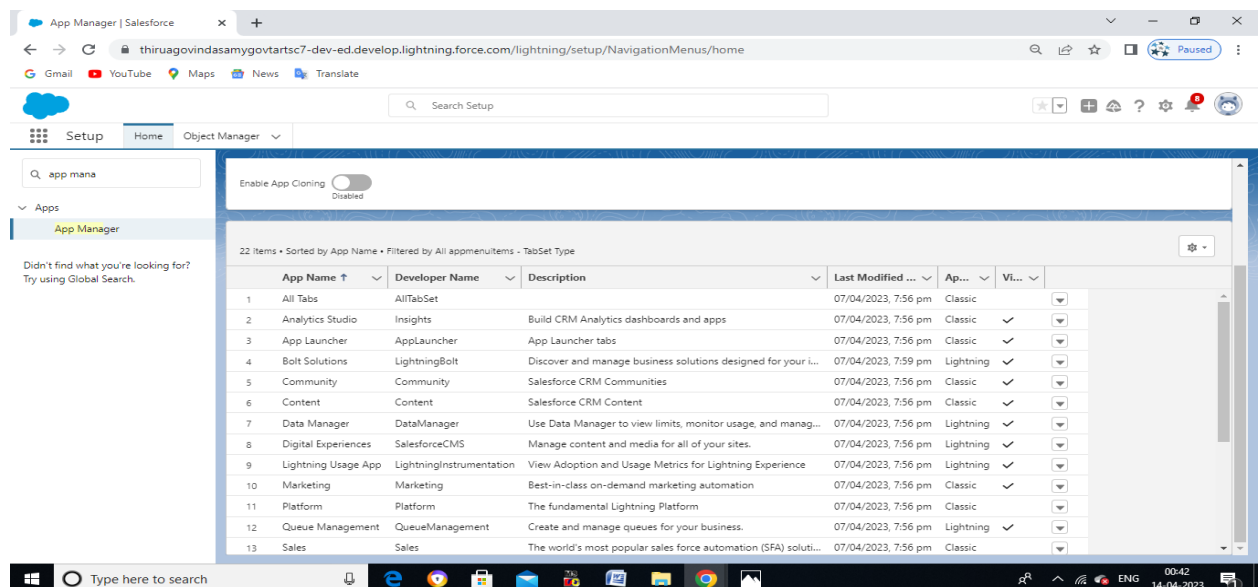 App Manager | Salesforce
thiruagovindasamygovtartsc7-dev-ed.develop.lightning.force.com/lightning/setup/NavigationMenus/home
Paused
Gmail YouTube Maps News Translate
Search Setup
8
Setup Home Object Manager
app mana
Apps
App Manager
Didn't find what you're looking for?
Try using Global Search.
Enable App Cloning
Disabled
22 items • Sorted by App Name • Filtered by All appmenuitems - TabSet Type
App Name ↑ Developer Name Description Last Modified ... Ap... Vi...
1 All Tabs AllTabSet 07/04/2023, 7:56 pm Classic
2 Analytics Studio Insights Build CRM Analytics dashboards and apps 07/04/2023, 7:56 pm Classic ✓
3 App Launcher AppLauncher App Launcher tabs 07/04/2023, 7:56 pm Classic ✓
4 Bolt Solutions LightningBolt Discover and manage business solutions designed for your i... 07/04/2023, 7:59 pm Lightning ✓
5 Community Community Salesforce CRM Communities 07/04/2023, 7:56 pm Classic ✓
6 Content Content Salesforce CRM Content 07/04/2023, 7:56 pm Classic ✓
7 Data Manager DataManager Use Data Manager to view limits, monitor usage, and manag... 07/04/2023, 7:56 pm Lightning ✓
8 Digital Experiences SalesforceCMS Manage content and media for all of your sites. 07/04/2023, 7:56 pm Lightning ✓
9 Lightning Usage App LightningInstrumentation View Adoption and Usage Metrics for Lightning Experience 07/04/2023, 7:56 pm Lightning ✓
10 Marketing Marketing Best-in-class on-demand marketing automation 07/04/2023, 7:56 pm Classic ✓
11 Platform Platform The fundamental Lightning Platform 07/04/2023, 7:56 pm Classic
12 Queue Management QueueManagement Create and manage queues for your business. 07/04/2023, 7:56 pm Lightning ✓
13 Sales Sales The world's most popular sales force automation (SFA) soluti... 07/04/2023, 7:56 pm Classic
Type here to search
ENG
00:42
14-04-2023